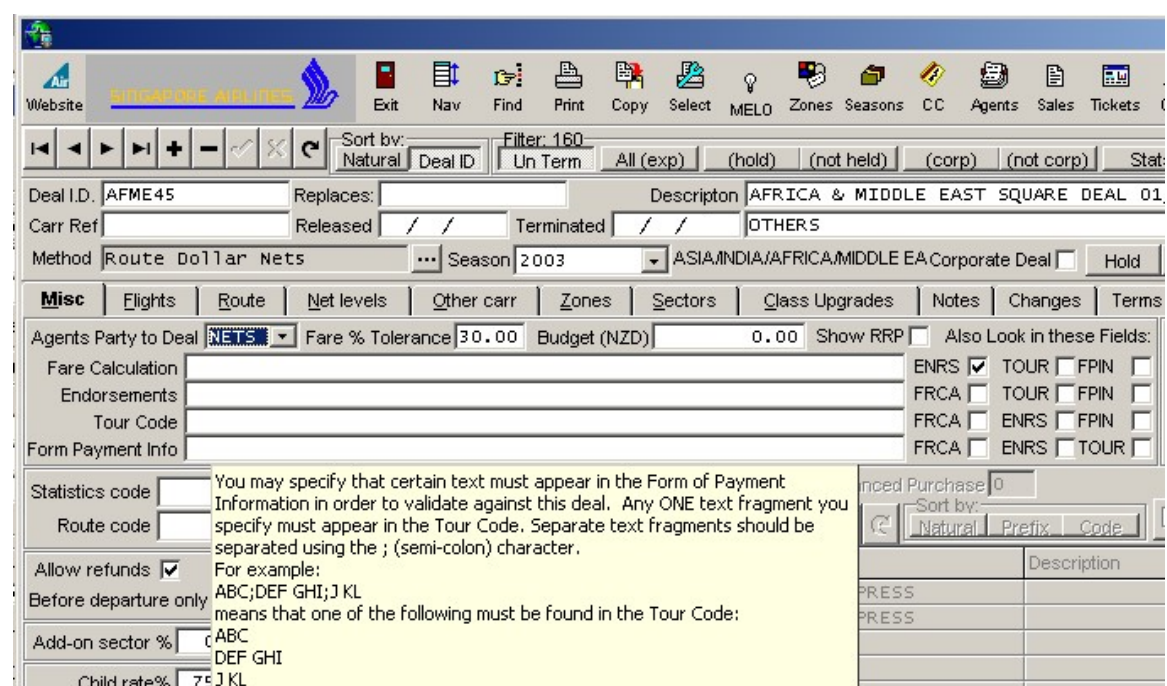 SINGAPORE AIRLINES
Air
Website Exit Nav Find Print Copy Select MELO Zones Seasons CC Agents Sales Tickets
Sort by: Filter: 160
Natural Deal ID Un Term All (exp) (hold) (not held) (corp) (not corp) Stat
Deal I.D. AFME45 Replaces: Descripton AFRICA & MIDDLE EAST SQUARE DEAL 01
Carr Ref Released / / Terminated / / OTHERS
Method Route Dollar Nets ... Season 2003 ASIA/INDIA/AFRICA/MIDDLE EA Corporate Deal Hold
Misc Flights Route Net levels Other carr Zones Sectors Class Upgrades Notes Changes Terms
Agents Party to Deal NETS Fare % Tolerance 30.00 Budget (NZD) 0.00 Show RRP Also Look in these Fields:
Fare Calculation ENRS TOUR FPIN
Endorsements FRCA TOUR FPIN
Tour Code FRCA ENRS FPIN
Form Payment Info FRCA ENRS TOUR
Statistics code
Route code
Allow refunds
Before departure only
Add-on sector % 0
Child rate% 75
You may specify that certain text must appear in the Form of Payment
Information in order to validate against this deal. Any ONE text fragment you
specify must appear in the Tour Code. Separate text fragments should be
separated using the ; (semi-colon) character.
For example:
ABC;DEF GHI;J KL
means that one of the following must be found in the Tour Code:
ABC
DEF GHI
J KL
nced Purchase 0
Sort by:
Natural Prefix Code
Description
PRESS
PRESS